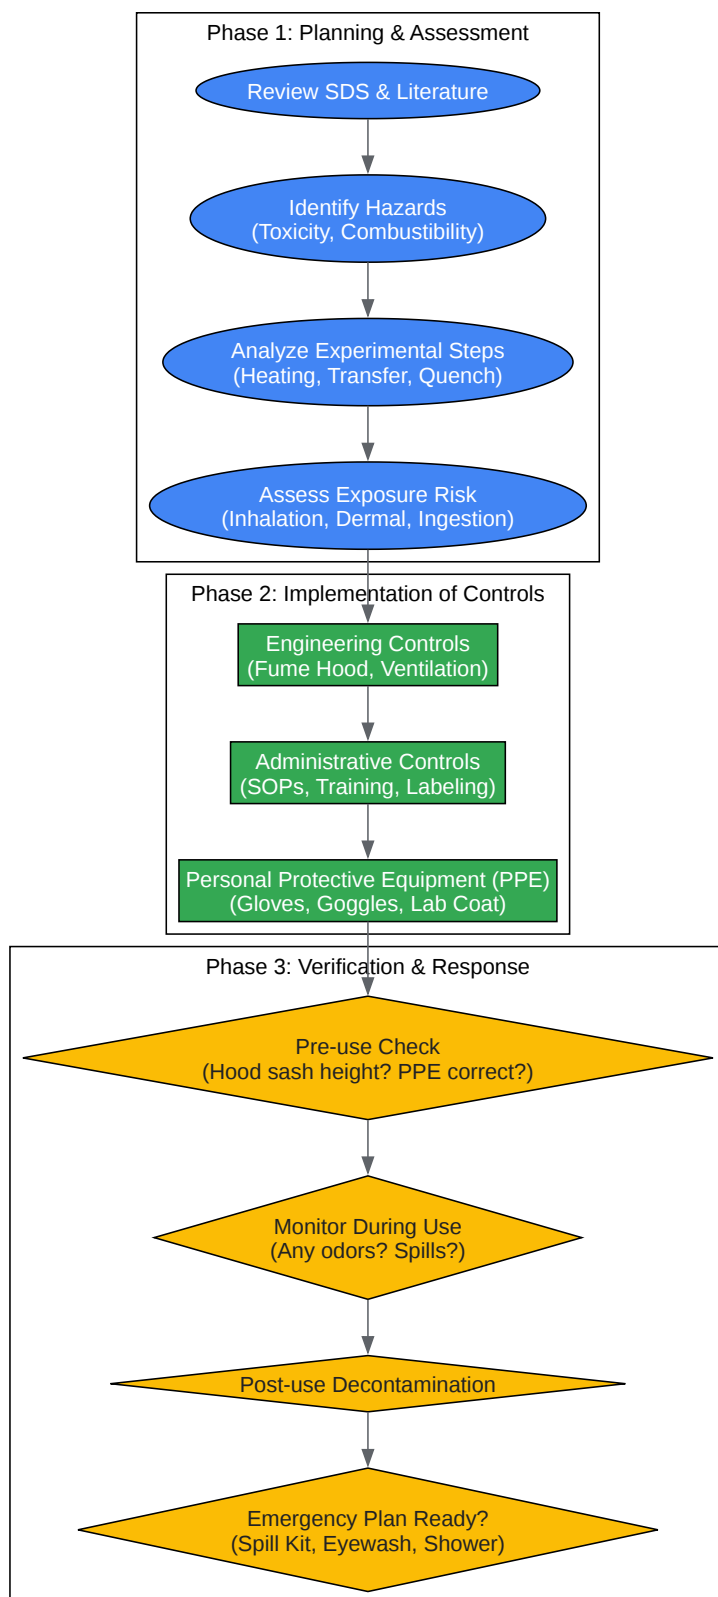 Phase 1: Planning & Assessment
Review SDS & Literature
Identify Hazards
(Toxicity, Combustibility)
Analyze Experimental Steps
(Heating, Transfer, Quench)
Assess Exposure Risk
(Inhalation, Dermal, Ingestion)
Phase 2: Implementation of Controls
Engineering Controls
(Fume Hood, Ventilation)
Administrative Controls
(SOPs, Training, Labeling)
Personal Protective Equipment (PPE)
(Gloves, Goggles, Lab Coat)
Phase 3: Verification & Response
Pre-use Check
(Hood sash height? PPE correct?)
Monitor During Use
(Any odors? Spills?)
Post-use Decontamination
Emergency Plan Ready?
(Spill Kit, Eyewash, Shower)